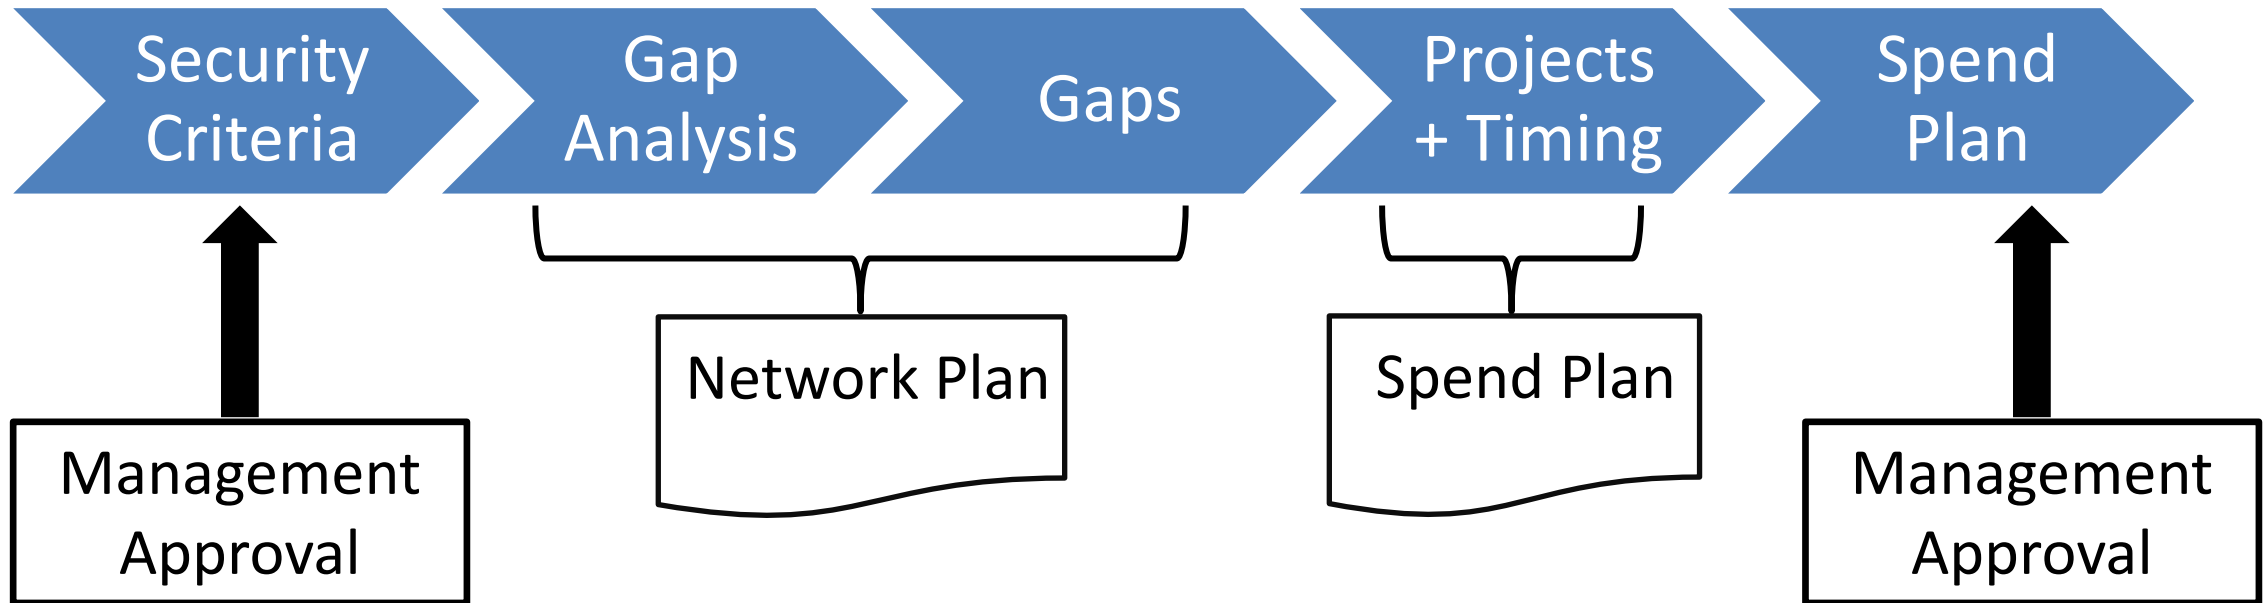 Security
Criteria
Gap
Analysis
Gaps
Projects
+ Timing
Spend
Plan
Network Plan
Spend Plan
Management
Approval
Management
Approval